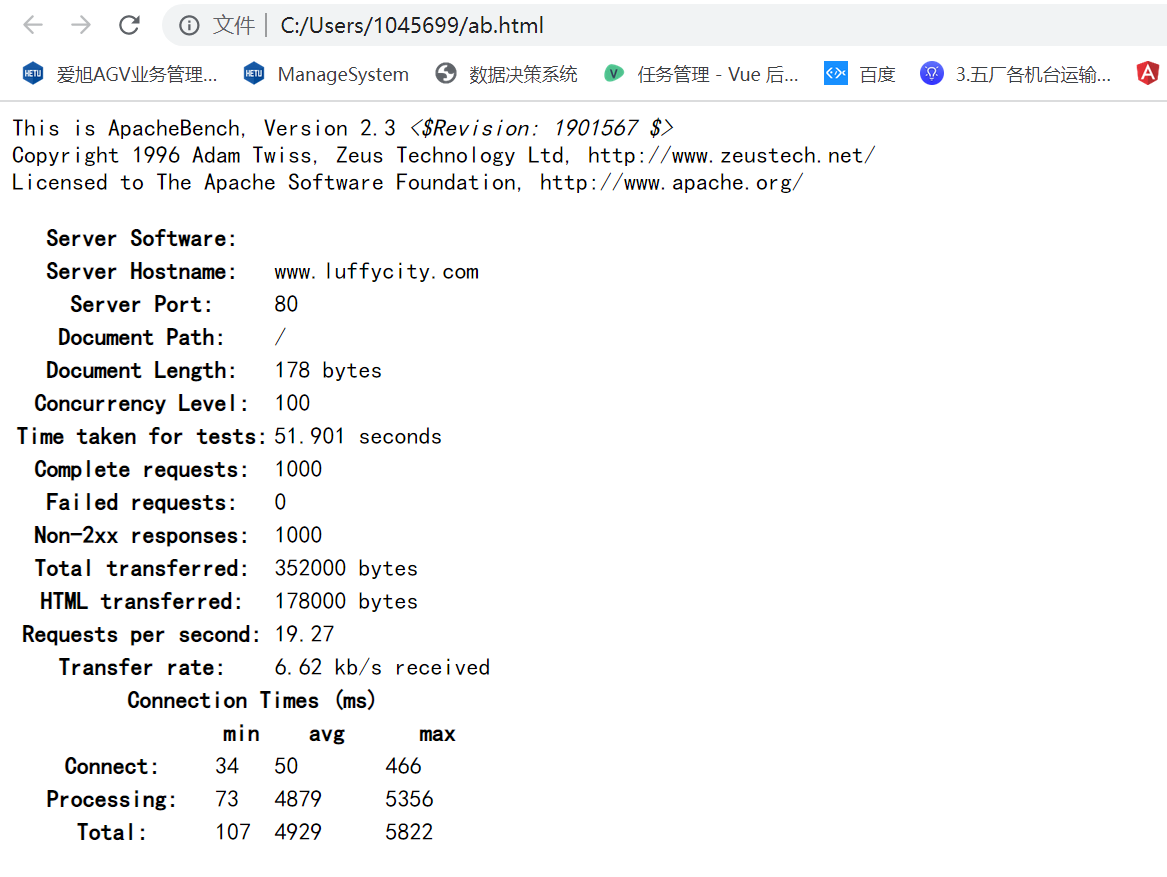 文件 | C:/Users/1045699/ab.html
HETU 爱旭AGV业务管理... HETU ManageSystem 数据决策系统 V 任务管理 - Vue 后... 百度 3.五厂各机台运输... A
This is ApacheBench, Version 2.3 <$Revision: 1901567 $>
Copyright 1996 Adam Twiss, Zeus Technology Ltd, http://www.zeustech.net/
Licensed to The Apache Software Foundation, http://www.apache.org/
Server Software:
Server Hostname: www.luffycity.com
Server Port: 80
Document Path: /
Document Length: 178 bytes
Concurrency Level: 100
Time taken for tests: 51.901 seconds
Complete requests: 1000
Failed requests: 0
Non-2xx responses: 1000
Total transferred: 352000 bytes
HTML transferred: 178000 bytes
Requests per second: 19.27
Transfer rate: 6.62 kb/s received
Connection Times (ms)
min avg max
Connect: 34 50 466
Processing: 73 4879 5356
Total: 107 4929 5822